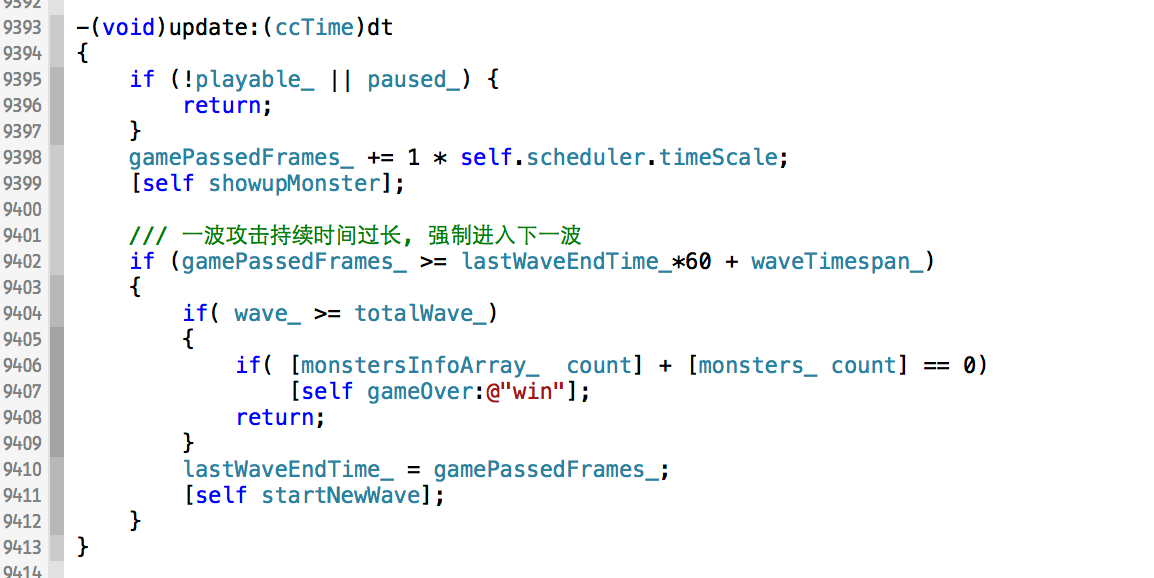 9392
9393 -(void)update:(ccTime)dt
9394 {
9395     if (!playable_ || paused_) {
9396         return;
9397     }
9398     gamePassedFrames_ += 1 * self.scheduler.timeScale;
9399     [self showupMonster];
9400
9401     /// 一波攻击持续时间过长, 强制进入下一波
9402     if (gamePassedFrames_ >= lastWaveEndTime_*60 + waveTimespan_)
9403     {
9404         if( wave_ >= totalWave_)
9405         {
9406             if( [monstersInfoArray_  count] + [monsters_ count] == 0)
9407                 [self gameOver:@"win"];
9408             return;
9409         }
9410         lastWaveEndTime_ = gamePassedFrames_;
9411         [self startNewWave];
9412     }
9413 }
9414